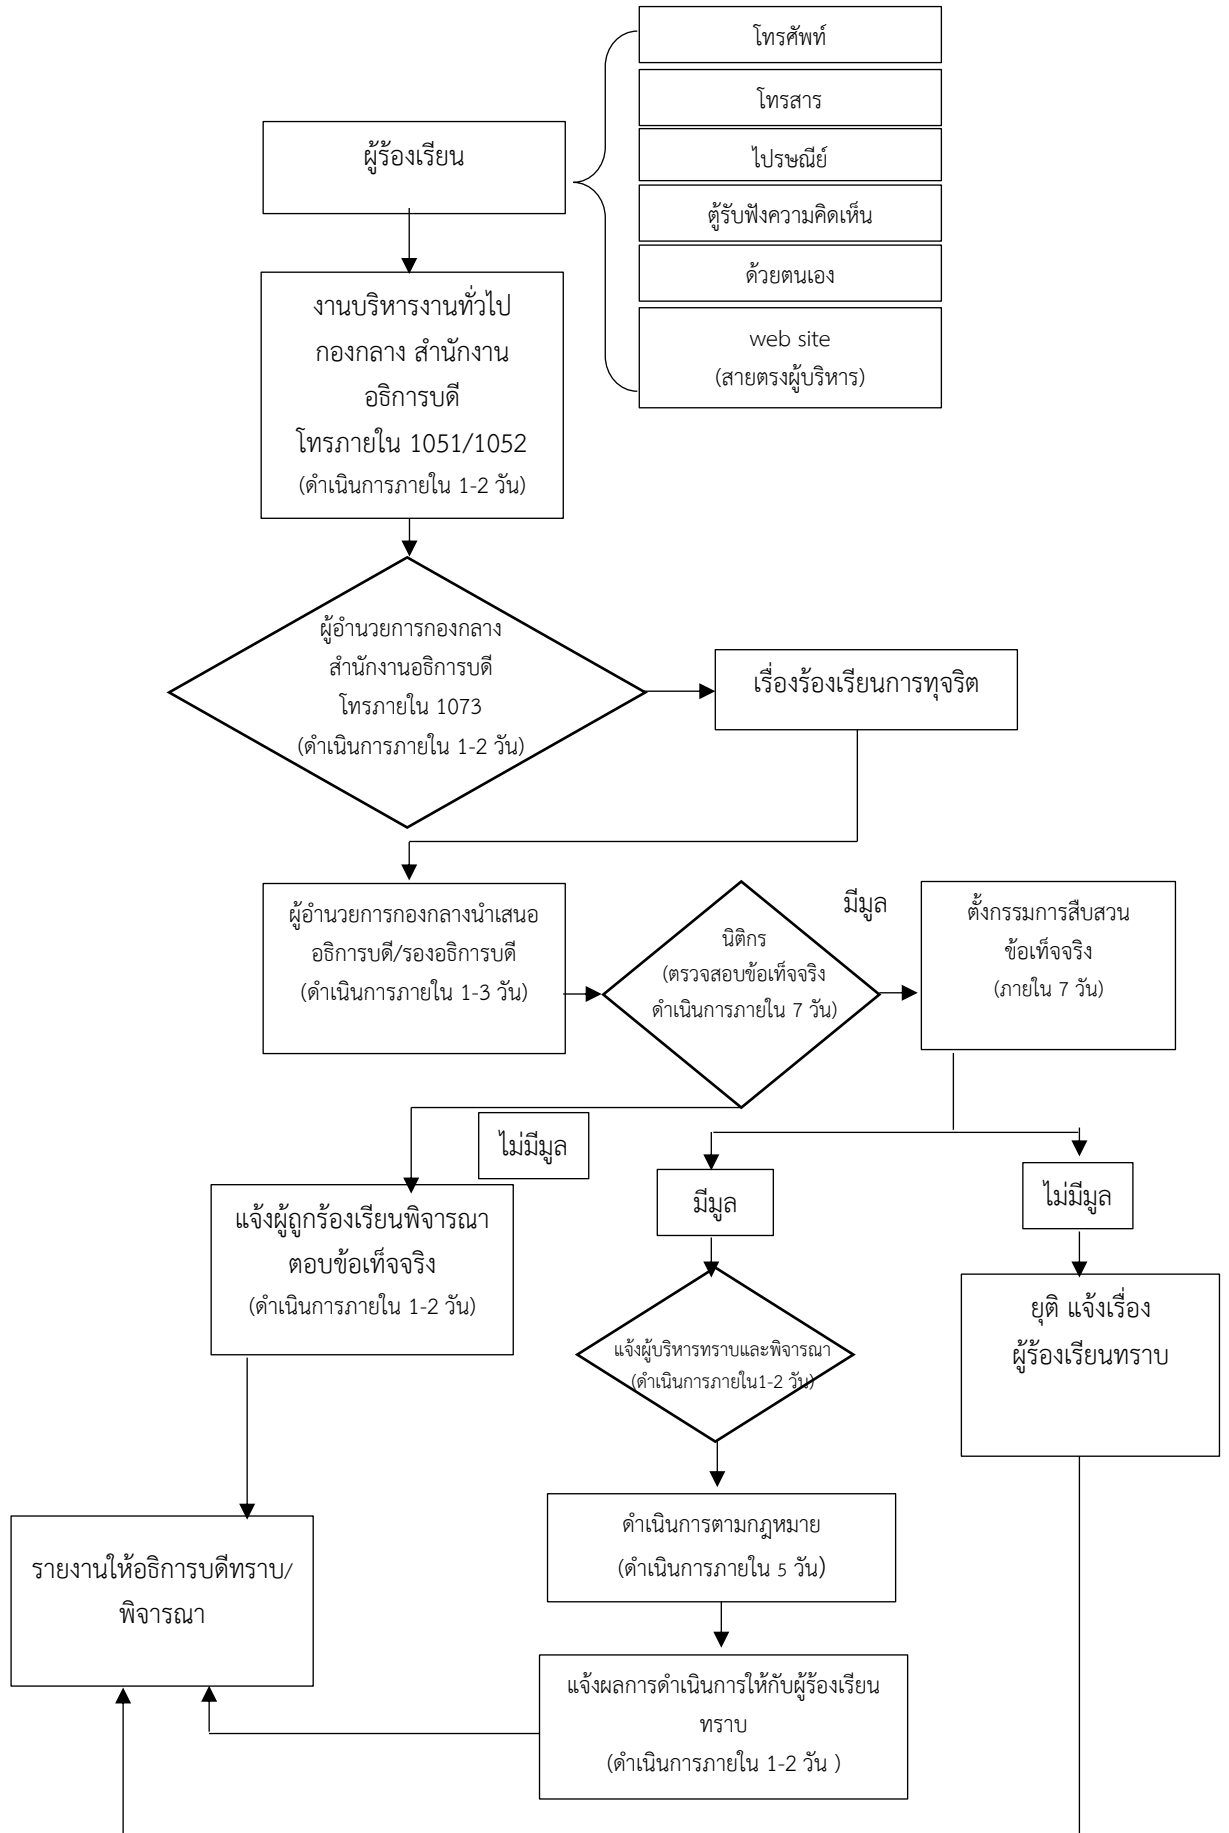 โทรศัพท์
โทรสาร
ไปรษณีย์
ตู้รับฟังความคิดเห็น
ด้วยตนเอง
web site
(สายตรงผู้บริหาร)
ผู้ร้องเรียน
งานบริหารงานทั่วไป
กองกลาง สำนักงาน
อธิการบดี
โทรภายใน 1051/1052
(ดำเนินการภายใน 1-2 วัน)
ผู้อำนวยการกองกลาง
สำนักงานอธิการบดี
โทรภายใน 1073
(ดำเนินการภายใน 1-2 วัน)
เรื่องร้องเรียนการทุจริต
ผู้อำนวยการกองกลางนำเสนอ
อธิการบดี/รองอธิการบดี
(ดำเนินการภายใน 1-3 วัน)
นิติกร
(ตรวจสอบข้อเท็จจริง
ดำเนินการภายใน 7 วัน)
มีมูล
ตั้งกรรมการสืบสวน
ข้อเท็จจริง
(ภายใน 7 วัน)
ไม่มีมูล
มีมูล
ไม่มีมูล
แจ้งผู้ถูกร้องเรียนพิจารณา
ตอบข้อเท็จจริง
(ดำเนินการภายใน 1-2 วัน)
แจ้งผู้บริหารทราบและพิจารณา
(ดำเนินการภายใน1-2 วัน)
ยุติ แจ้งเรื่อง
ผู้ร้องเรียนทราบ
ดำเนินการตามกฎหมาย
(ดำเนินการภายใน 5 วัน)
รายงานให้อธิการบดีทราบ/
พิจารณา
แจ้งผลการดำเนินการให้กับผู้ร้องเรียน
ทราบ
(ดำเนินการภายใน 1-2 วัน )